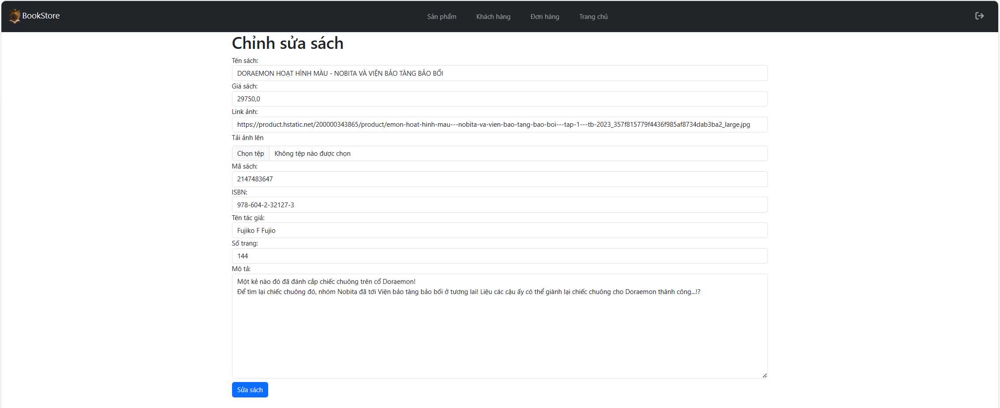 BookStore
Sản phẩm
Khách hàng
Đơn hàng
Trang chủ
Chỉnh sửa sách
Tên sách:
DORAEMON HOẠT HÌNH MÀU - NOBITA VÀ VIỆN BẢO TÀNG BẢO BỐI
Giá sách:
29750,0
Link ảnh:
https://product.hstatic.net/200000343865/product/emon-hoat-hinh-mau---nobita-va-vien-bao-tang-bao-boi---tap-1---tb-2023_357f815779f4436f985af8734dab3ba2_large.jpg
Tải ảnh lên
Chọn tệp
Không tệp nào được chọn
Mã sách:
2147483647
ISBN:
978-604-2-32127-3
Tên tác giả:
Fujiko F Fujio
Số trang:
144
Mô tả:
Một kẻ nào đó đã đánh cắp chiếc chuông trên cổ Doraemon!
Để tìm lại chiếc chuông đó, nhóm Nobita đã tới Viện bảo tàng bảo bối ở tương lai! Liệu các cậu ấy có thể giành lại chiếc chuông cho Doraemon thành công...!?
Sửa sách